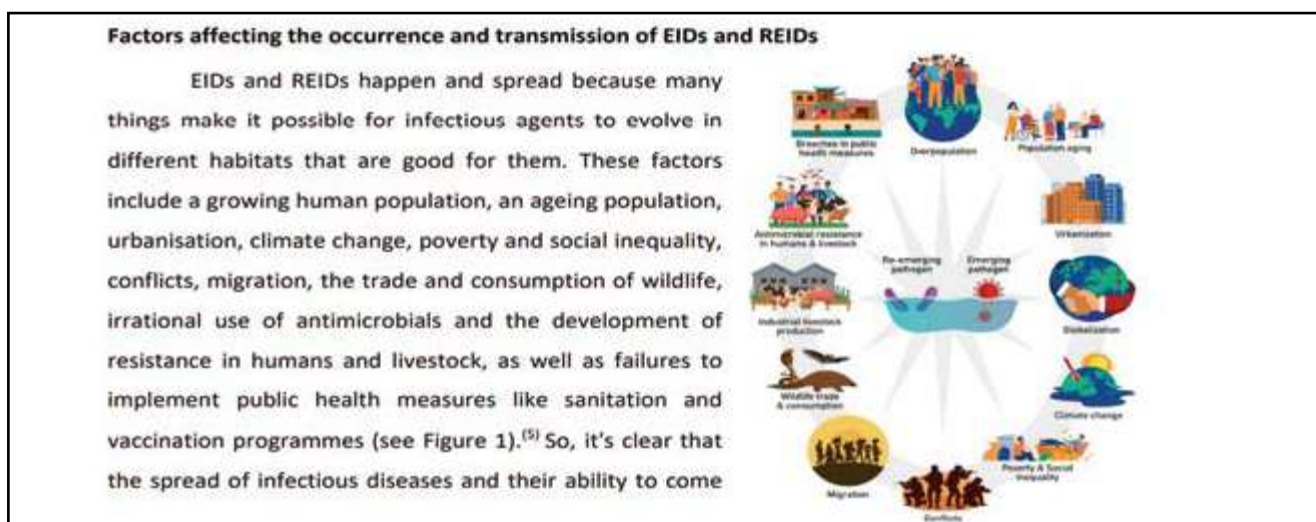 Factors affecting the occurrence and transmission of EIDs and REIDs
EIDs and REIDs happen and spread because many
things make it possible for infectious agents to evolve in
different habitats that are good for them. These factors
include a growing human population, an ageing population,
urbanisation, climate change, poverty and social inequality,
conflicts, migration, the trade and consumption of wildlife,
irrational use of antimicrobials and the development of
resistance in humans and livestock, as well as failures to
implement public health measures like sanitation and
vaccination programmes (see Figure 1).(5) So, it's clear that
the spread of infectious diseases and their ability to come
Overpopulation
Population aging
Urbanization
Globalization
Climate change
Poverty & Social
inequality
Conflicts
Migration
Wildlife trade
& consumption
Industrial livestock
production
Antimicrobial resistance
in humans & livestock
Breaches in public
health measures
Re-emerging
pathogen
Emerging
pathogen